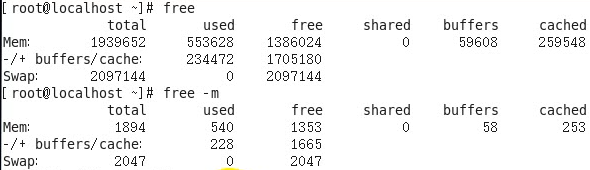 [root@localhost ~]# free
total used free shared buffers cached
Mem: 1939652 553628 1386024 0 59608 259548
-/+ buffers/cache: 234472 1705180
Swap: 2097144 0 2097144
[root@localhost ~]# free -m
total used free shared buffers cached
Mem: 1894 540 1353 0 58 253
-/+ buffers/cache: 228 1665
Swap: 2047 0 2047